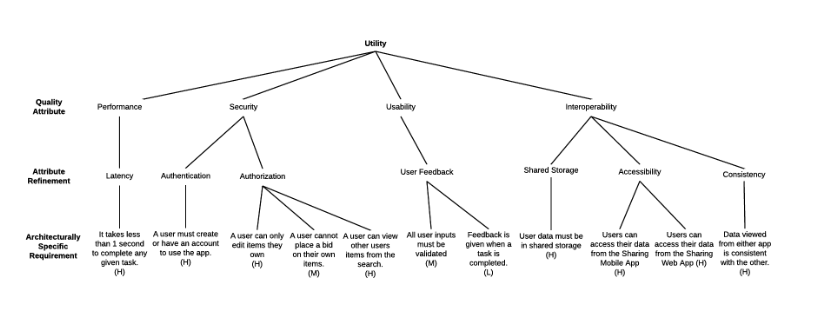 Utility
Quality
Attribute
Performance
Security
Usability
Interoperability
Attribute
Refinement
Latency
Authentication
Authorization
User Feedback
Shared Storage
Accessibility
Consistency
Architecturally
Specific
Requirement
It takes less
than 1 second
to complete any
given task.
(H)
A user must create
or have an account
to use the app.
(H)
A user can only
edit items they
own
(H)
A user cannot
place a bid
on their own
items.
(M)
A user can view
other users
items from the
search.
(H)
All user inputs
must be
validated
(M)
Feedback is
given when a
task is
completed.
(L)
User data must be
in shared storage
(H)
Users can
access their data
from the Sharing
Mobile App
(H)
Users can
access their data
from the Sharing
Web App (H)
Data viewed
from either app
is consistent
with the other.
(H)